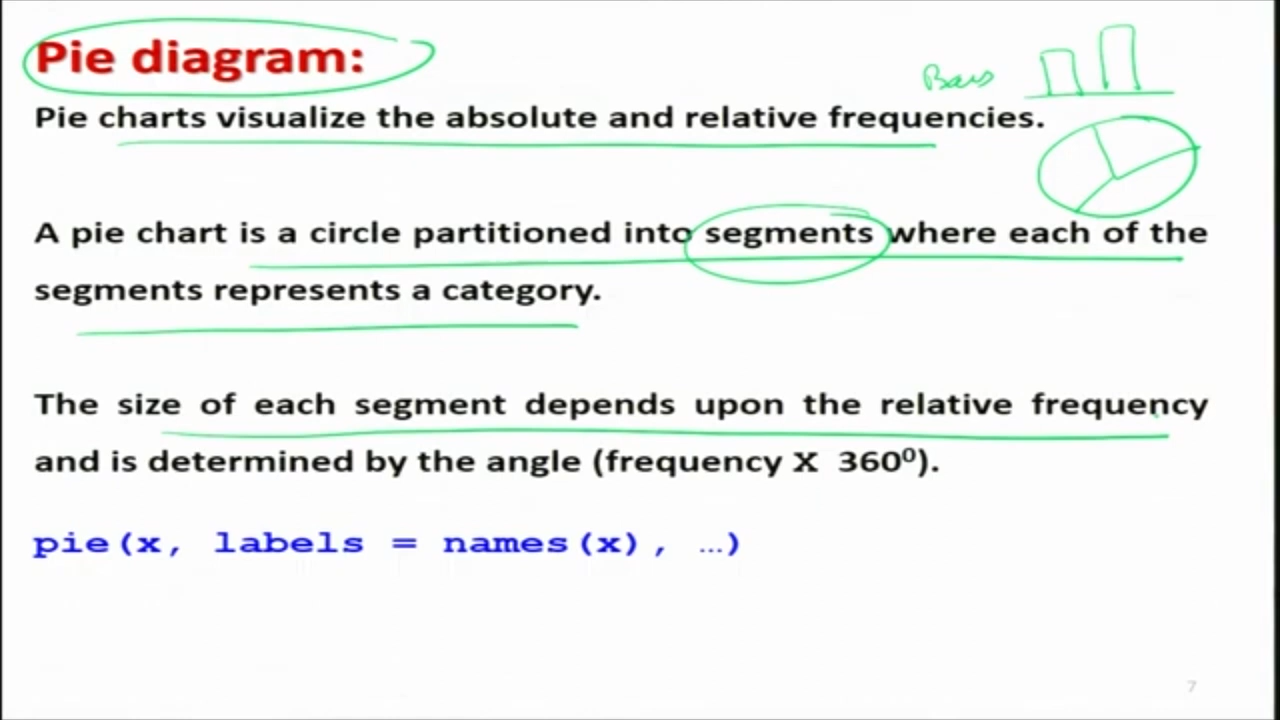 Pie diagram:
Bars
Pie charts visualize the absolute and relative frequencies.
A pie chart is a circle partitioned into segments where each of the
segments represents a category.
The size of each segment depends upon the relative frequency
and is determined by the angle (frequency X 360⁰).
pie(x, labels = names(x), …)
7